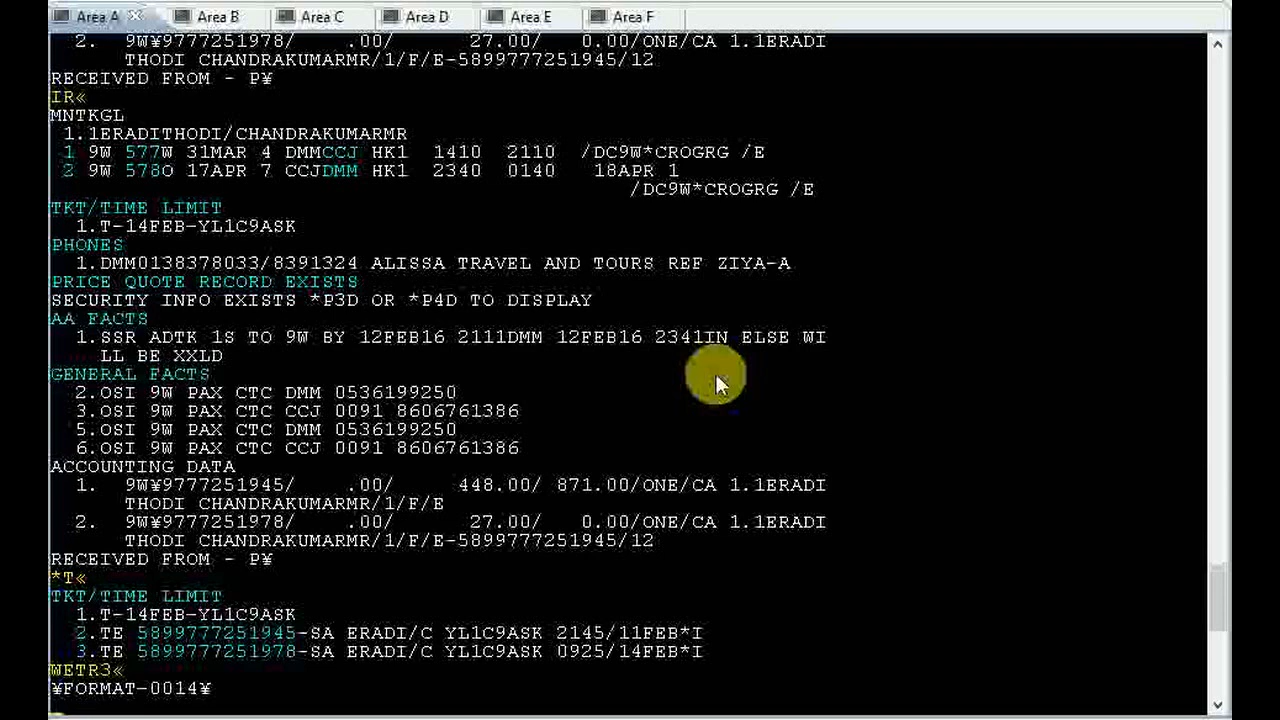 Area A
Area B
Area C
Area D
Area E
Area F
2.  9W¥9777251978/    .00/      27.00/   0.00/ONE/CA 1.1ERADI
THODI CHANDRAKUMARMR/1/F/E-5899777251945/12
RECEIVED FROM - P¥
IR«
MNTKGL
1.1ERADITHODI/CHANDRAKUMARMR
1 9W 577W 31MAR 4 DMMCCJ HK1  1410  2110  /DC9W*CROGRG /E
2 9W 578O 17APR 7 CCJDMM HK1  2340  0140   18APR 1
/DC9W*CROGRG /E
TKT/TIME LIMIT
1.T-14FEB-YL1C9ASK
PHONES
1.DMM0138378033/8391324 ALISSA TRAVEL AND TOURS REF ZIYA-A
PRICE QUOTE RECORD EXISTS
SECURITY INFO EXISTS *P3D OR *P4D TO DISPLAY
AA FACTS
1.SSR ADTK 1S TO 9W BY 12FEB16 2111DMM 12FEB16 2341IN ELSE WI
LL BE XXLD
GENERAL FACTS
2.OSI 9W PAX CTC DMM 0536199250
3.OSI 9W PAX CTC CCJ 0091 8606761386
5.OSI 9W PAX CTC DMM 0536199250
6.OSI 9W PAX CTC CCJ 0091 8606761386
ACCOUNTING DATA
1.  9W¥9777251945/    .00/     448.00/ 871.00/ONE/CA 1.1ERADI
THODI CHANDRAKUMARMR/1/F/E
2.  9W¥9777251978/    .00/      27.00/   0.00/ONE/CA 1.1ERADI
THODI CHANDRAKUMARMR/1/F/E-5899777251945/12
RECEIVED FROM - P¥
*T«
TKT/TIME LIMIT
1.T-14FEB-YL1C9ASK
2.TE 5899777251945-SA ERADI/C YL1C9ASK 2145/11FEB*I
3.TE 5899777251978-SA ERADI/C YL1C9ASK 0925/14FEB*I
WETR3«
¥FORMAT-0014¥